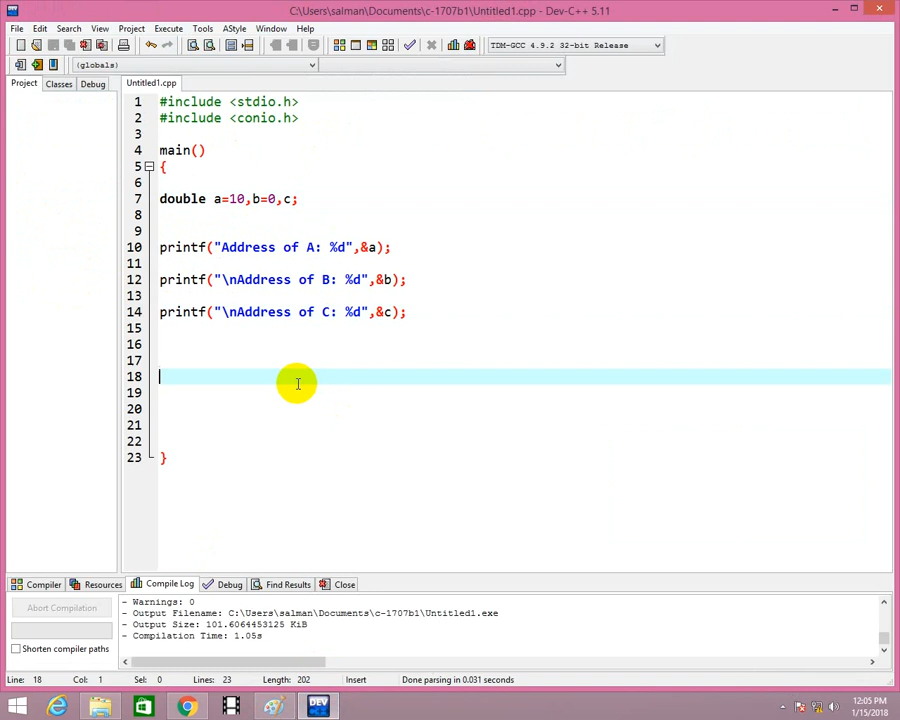 C:\Users\salman\Documents\c-1707b1\Untitled1.cpp - Dev-C++ 5.11
File Edit Search View Project Execute Tools AStyle Window Help
TDM-GCC 4.9.2 32-bit Release
(globals)
Project Classes Debug Untitled1.cpp
1 #include <stdio.h>
2 #include <conio.h>
3
4 main()
5 {
6
7 double a=10,b=0,c;
8
9
10 printf("Address of A: %d",&a);
11
12 printf("\nAddress of B: %d",&b);
13
14 printf("\nAddress of C: %d",&c);
15
16
17
18
19
20
21
22
23 }
Compiler Resources Compile Log Debug Find Results Close
Abort Compilation
Shorten compiler paths
- Warnings: 0
- Output Filename: C:\Users\salman\Documents\c-1707b1\Untitled1.exe
- Output Size: 101.6064453125 KiB
- Compilation Time: 1.05s
Line: 18 Col: 1 Sel: 0 Lines: 23 Length: 202 Insert Done parsing in 0.031 seconds
DEV
12:05 PM
1/15/2018